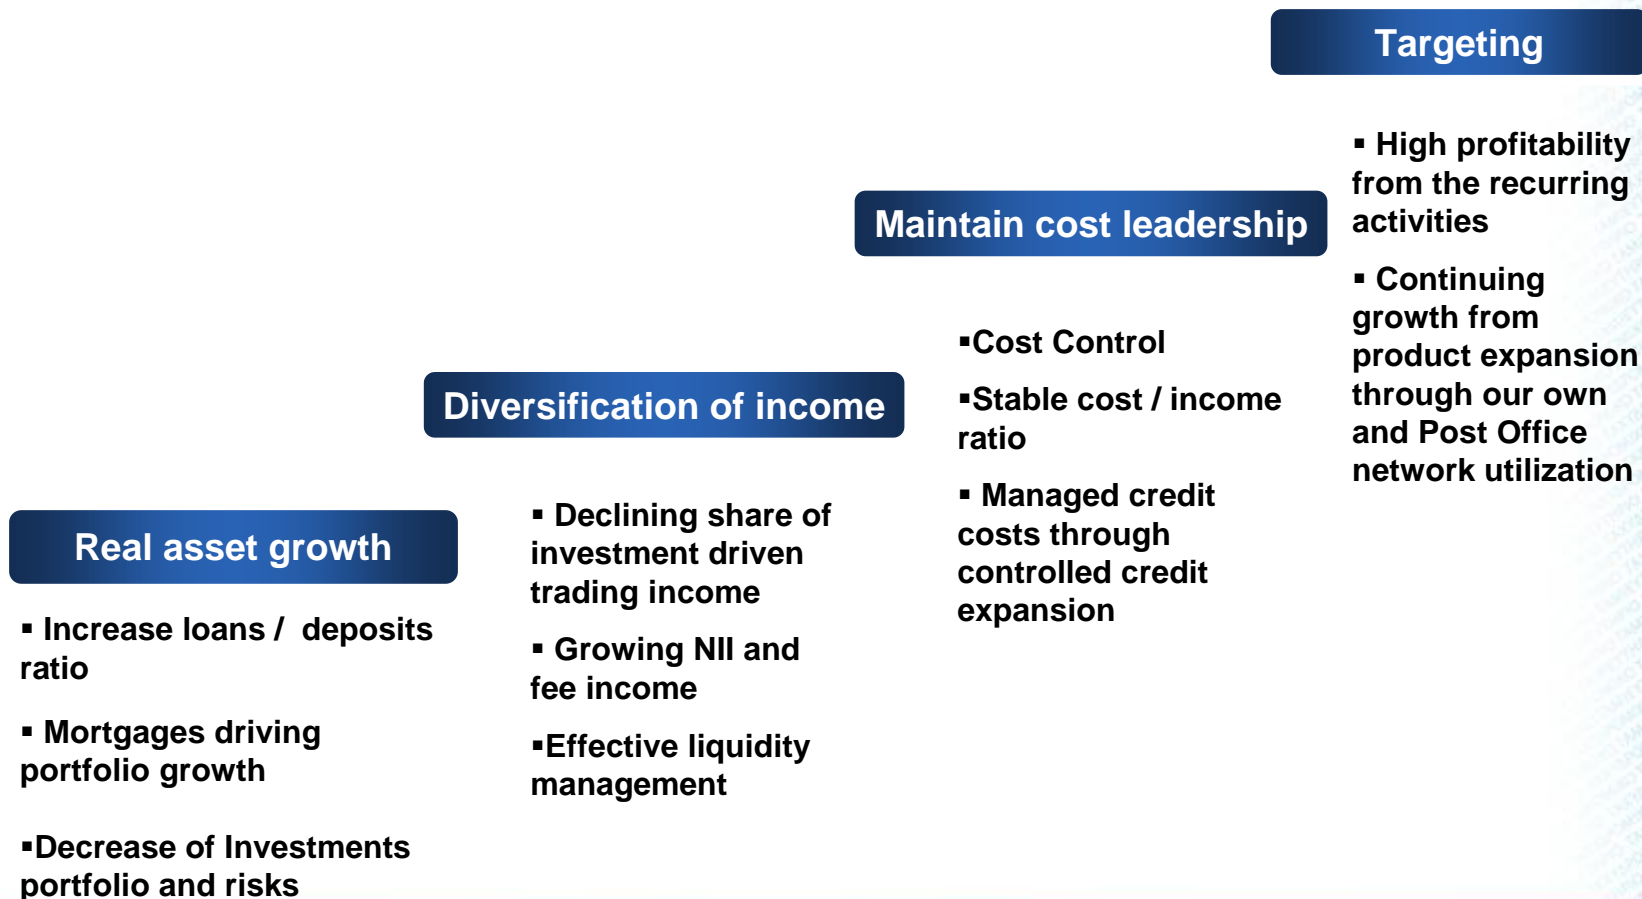 Targeting
▪ High profitability
from the recurring
activities
▪ Continuing
growth from
product expansion
through our own
and Post Office
network utilization
Maintain cost leadership
▪Cost Control
▪Stable cost / income
ratio
▪ Managed credit
costs through
controlled credit
expansion
Diversification of income
▪ Declining share of
investment driven
trading income
▪ Growing NII and
fee income
▪Effective liquidity
management
Real asset growth
▪ Increase loans /  deposits
ratio
▪ Mortgages driving
portfolio growth
▪Decrease of Investments
portfolio and risks